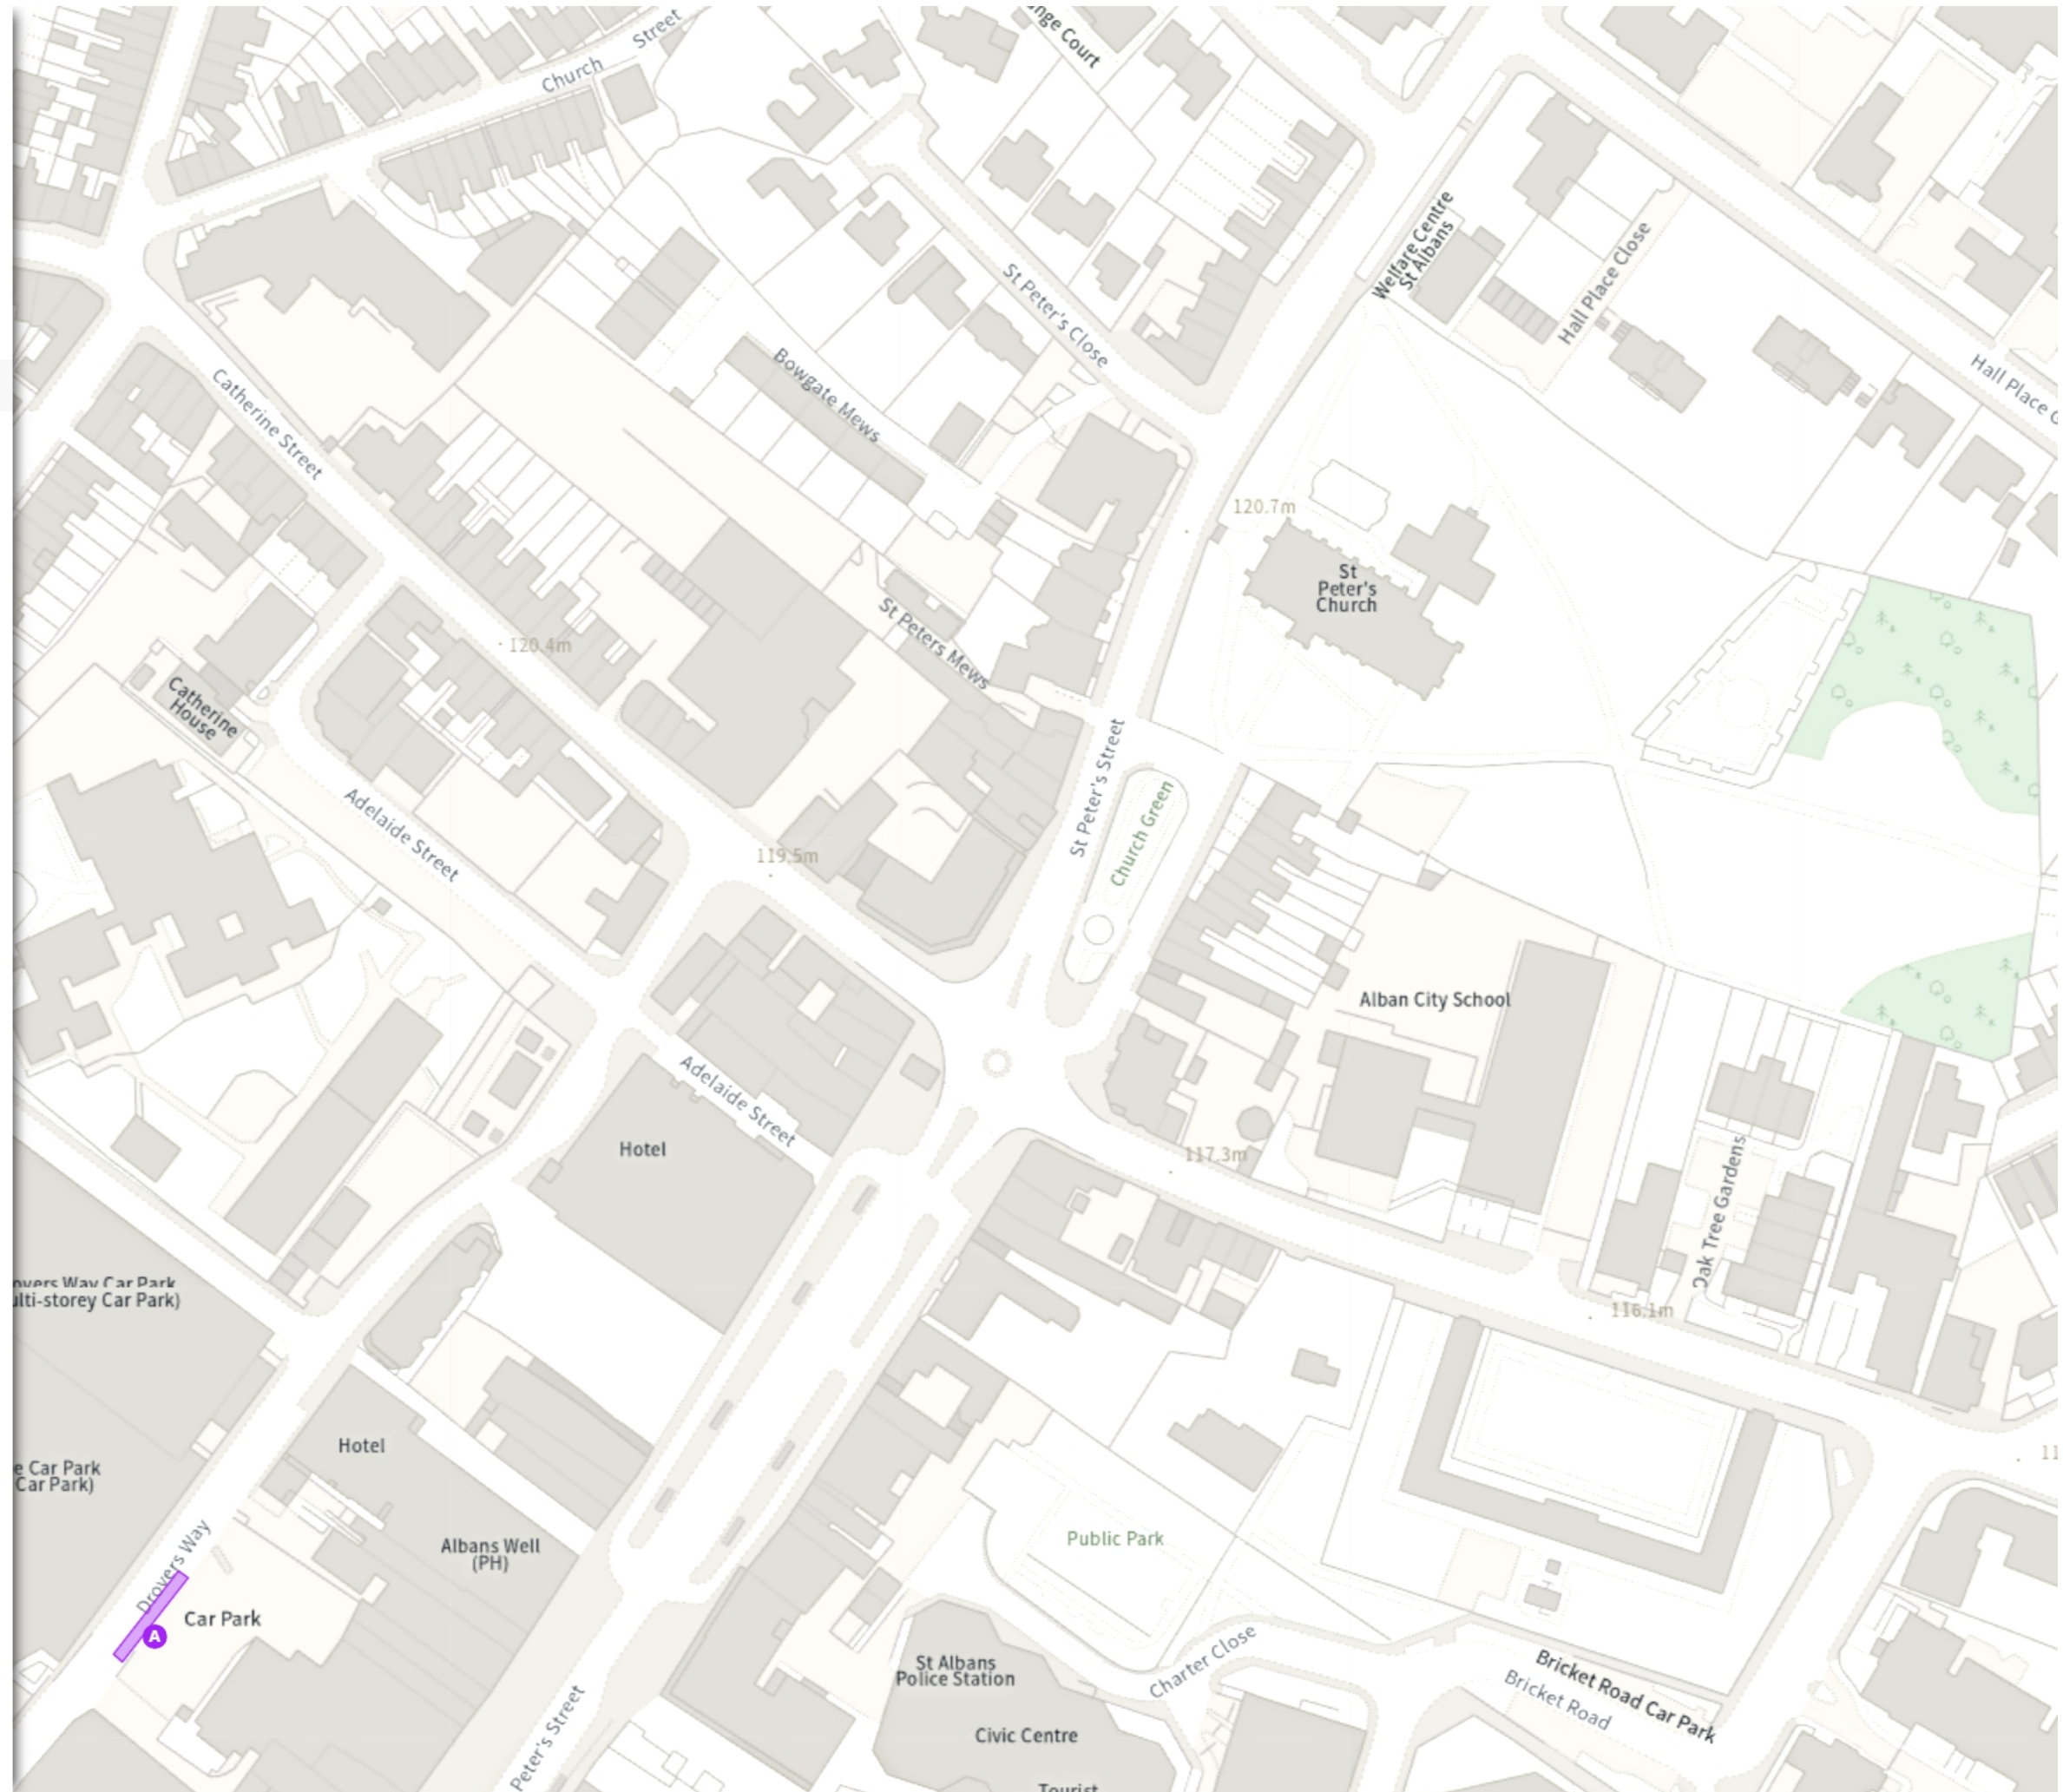 nge Court
Church Street
Welfare Centre
St Albans
Hall Place Close
St Peter's Close
Hall Place
Bowgate Mews
Catherine Street
120.7m
St
Peter's
Church
120.4m
St Peters Mews
Catherine
House
St Peter's Street
Church Green
Adelaide Street
119.5m
Alban City School
Adelaide Street
Hotel
117.3m
Oak Tree Gardens
overs Way Car Park
ulti-storey Car Park)
116.1m
Hotel
11
e Car Park
Car Park)
Albans Well
(PH)
Public Park
Drovers Way
Car Park
A
St Albans
Police Station
Charter Close
Bricket Road Car Park
Bricket Road
Peter's Street
Civic Centre
Tourist